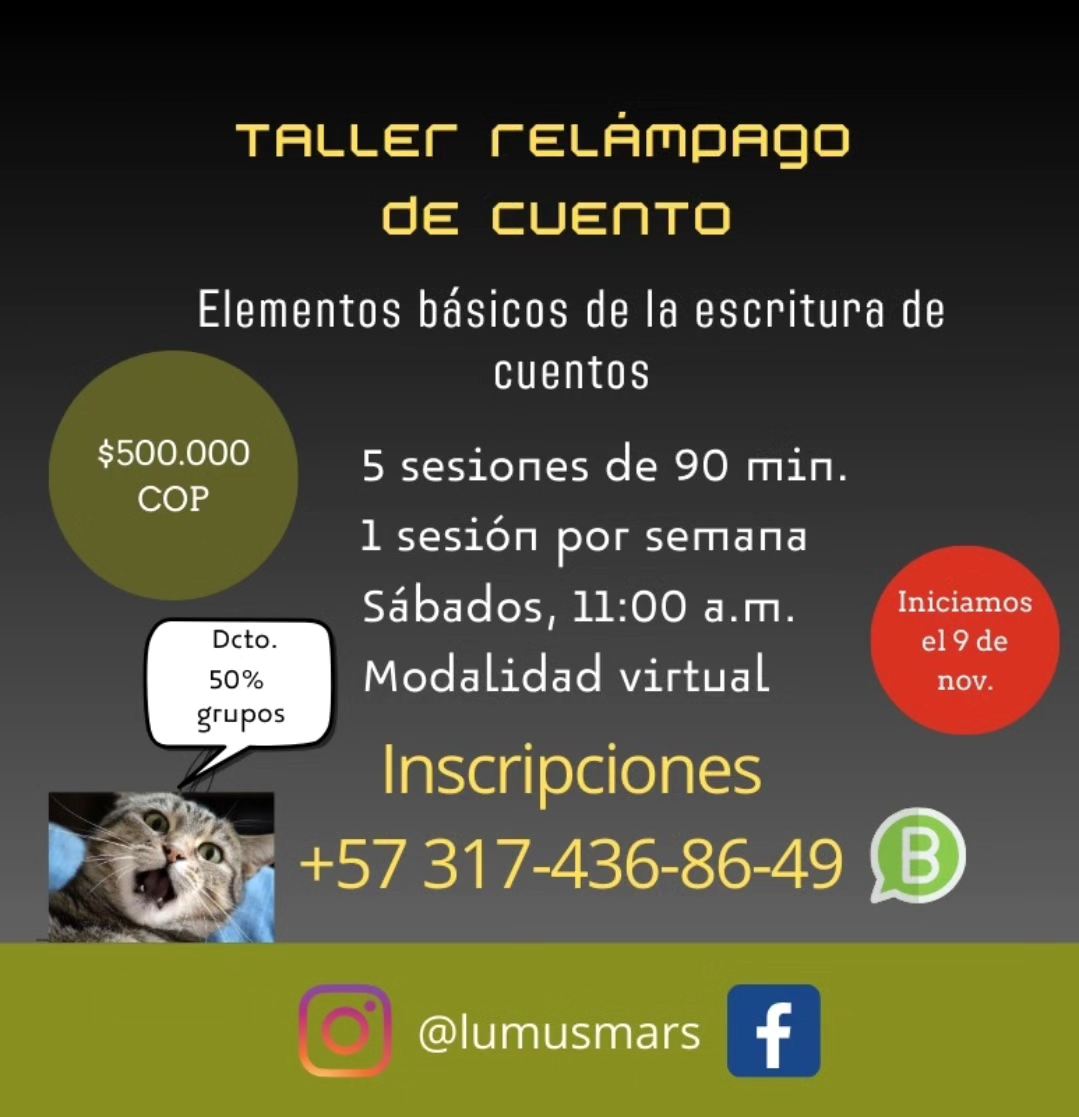 TALLER RELÁMPAGO
DE CUENTO
Elementos básicos de la escritura de
cuentos
$500.000
COP
5 sesiones de 90 min.
1 sesión por semana
Sábados, 11:00 a.m.
Modalidad virtual
Iniciamos
el 9 de
nov.
Dcto.
50%
grupos
Inscripciones
+57 317-436-86-49
B
@lumusmars
f